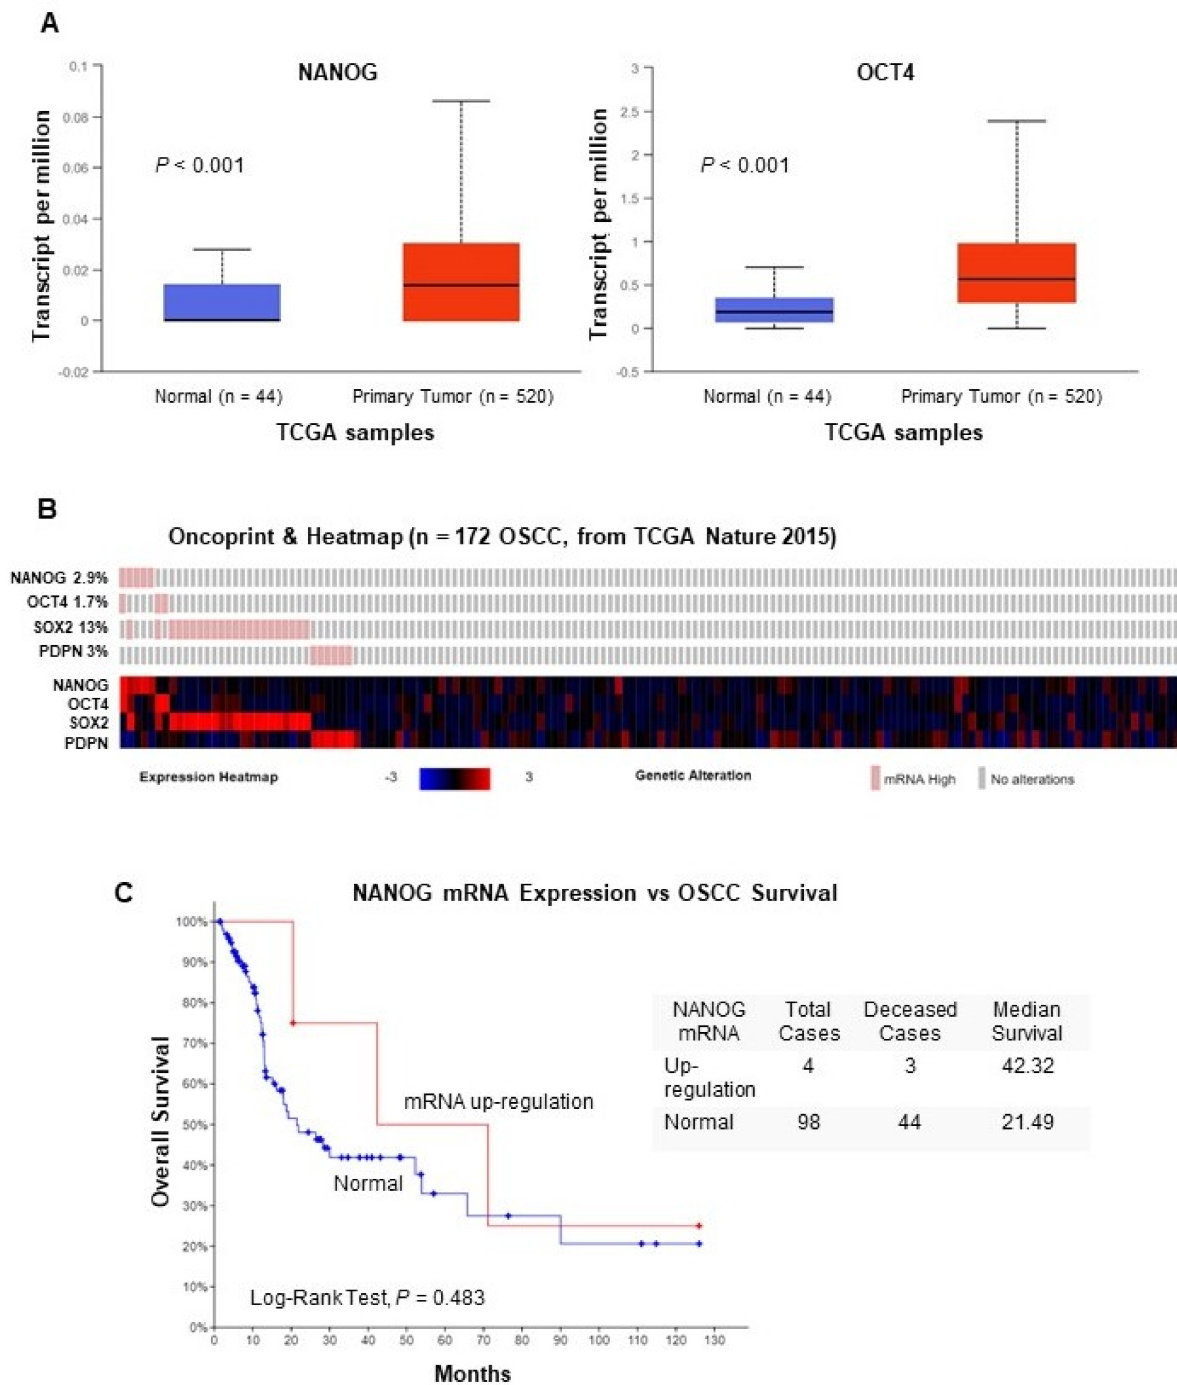 A
NANOG
Transcript per million
0.1
0.08
0.06
0.04
0.02
0
-0.02
P < 0.001
Normal (n = 44)
Primary Tumor (n = 520)
TCGA samples
OCT4
Transcript per million
3
2.5
2
1.5
1
0.5
0
-0.5
P < 0.001
Normal (n = 44)
Primary Tumor (n = 520)
TCGA samples
B
Oncoprint & Heatmap (n = 172 OSCC, from TCGA Nature 2015)
NANOG 2.9%
OCT4 1.7%
SOX2 13%
PDPN 3%
NANOG
OCT4
SOX2
PDPN
Expression Heatmap
-3
3
Genetic Alteration
mRNA High
No alterations
C
NANOG mRNA Expression vs OSCC Survival
Overall Survival
100%
90%
80%
70%
60%
50%
40%
30%
20%
10%
0%
mRNA up-regulation
Normal
Log-Rank Test, P = 0.483
0 10 20 30 40 50 60 70 80 90 100 110 120 130
Months
NANOG mRNA Total Cases Deceased Cases Median Survival
Up-regulation 4 3 42.32
Normal 98 44 21.49